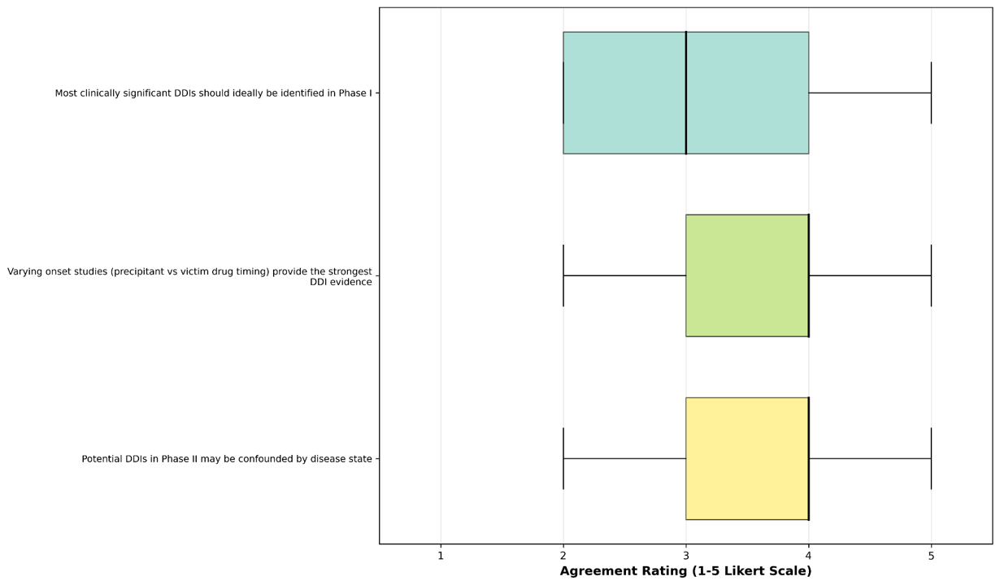 Most clinically significant DDIs should ideally be identified in Phase I
Varying onset studies (precipitant vs victim drug timing) provide the strongest
DDI evidence
Potential DDIs in Phase II may be confounded by disease state
1 2 3 4 5
Agreement Rating (1-5 Likert Scale)